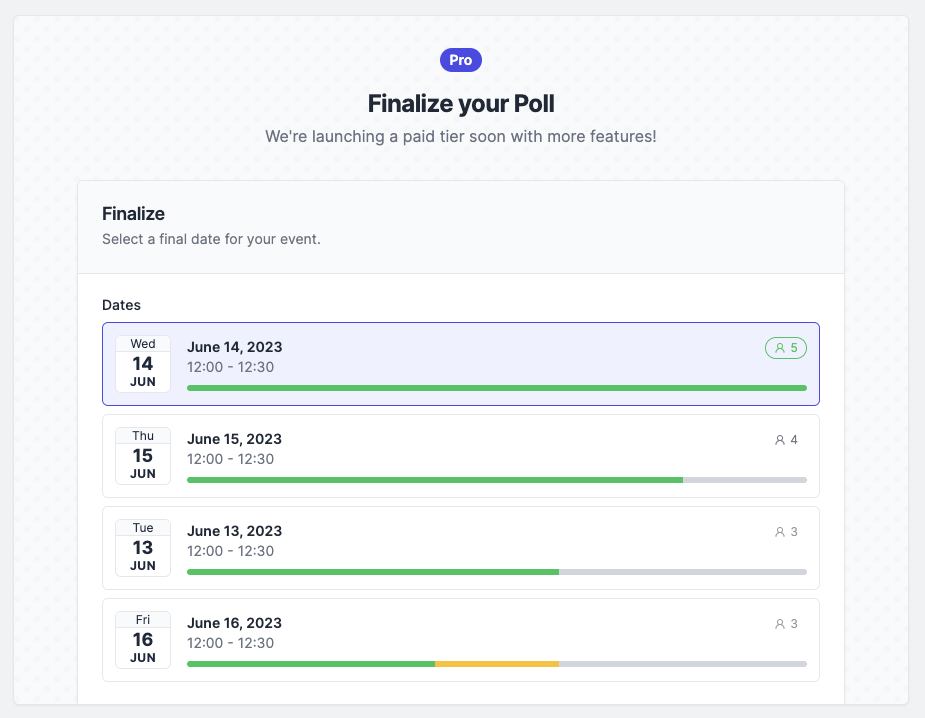 Pro
Finalize your Poll
We're launching a paid tier soon with more features!
Finalize
Select a final date for your event.
Dates
Wed
14
JUN
June 14, 2023
12:00 - 12:30
5
Thu
15
JUN
June 15, 2023
12:00 - 12:30
4
Tue
13
JUN
June 13, 2023
12:00 - 12:30
3
Fri
16
JUN
June 16, 2023
12:00 - 12:30
3